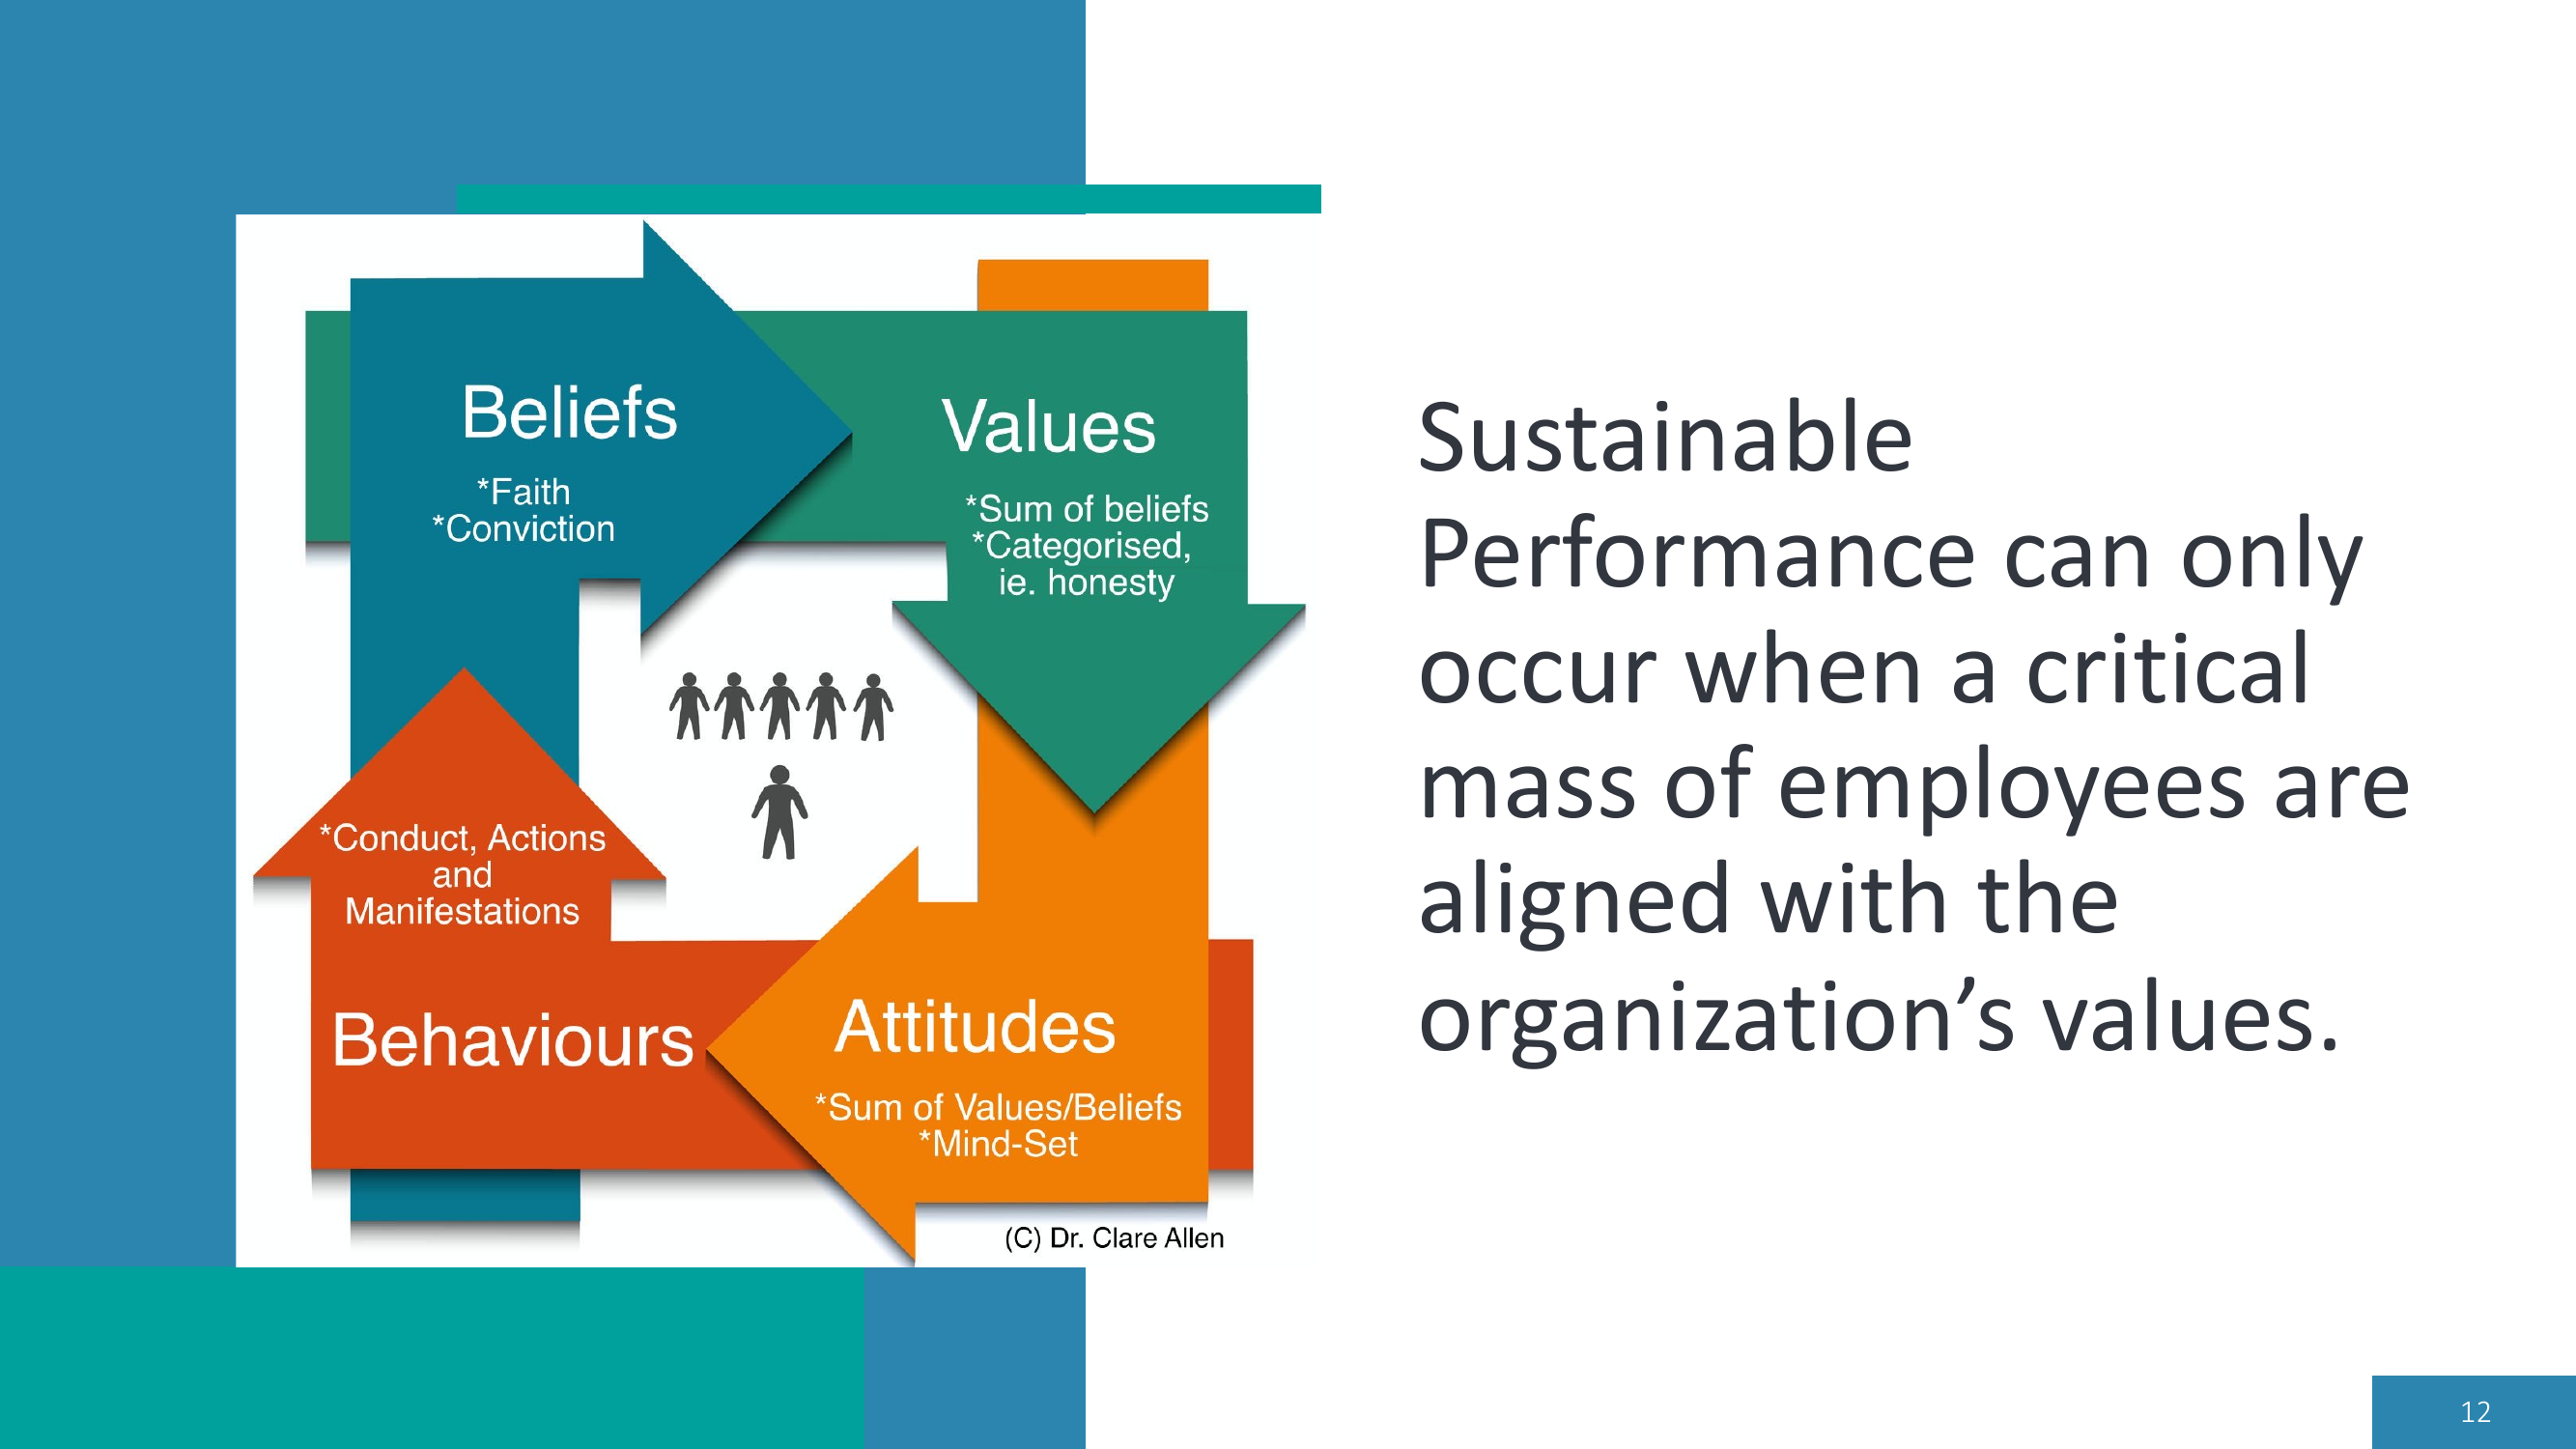 Beliefs
*Faith
*Conviction
Values
*Sum of beliefs
*Categorised,
ie. honesty
*Conduct, Actions
and
Manifestations
Behaviours
Attitudes
*Sum of Values/Beliefs
*Mind-Set
(C) Dr. Clare Allen
Sustainable
Performance can only
occur when a critical
mass of employees are
aligned with the
organization’s values.
12